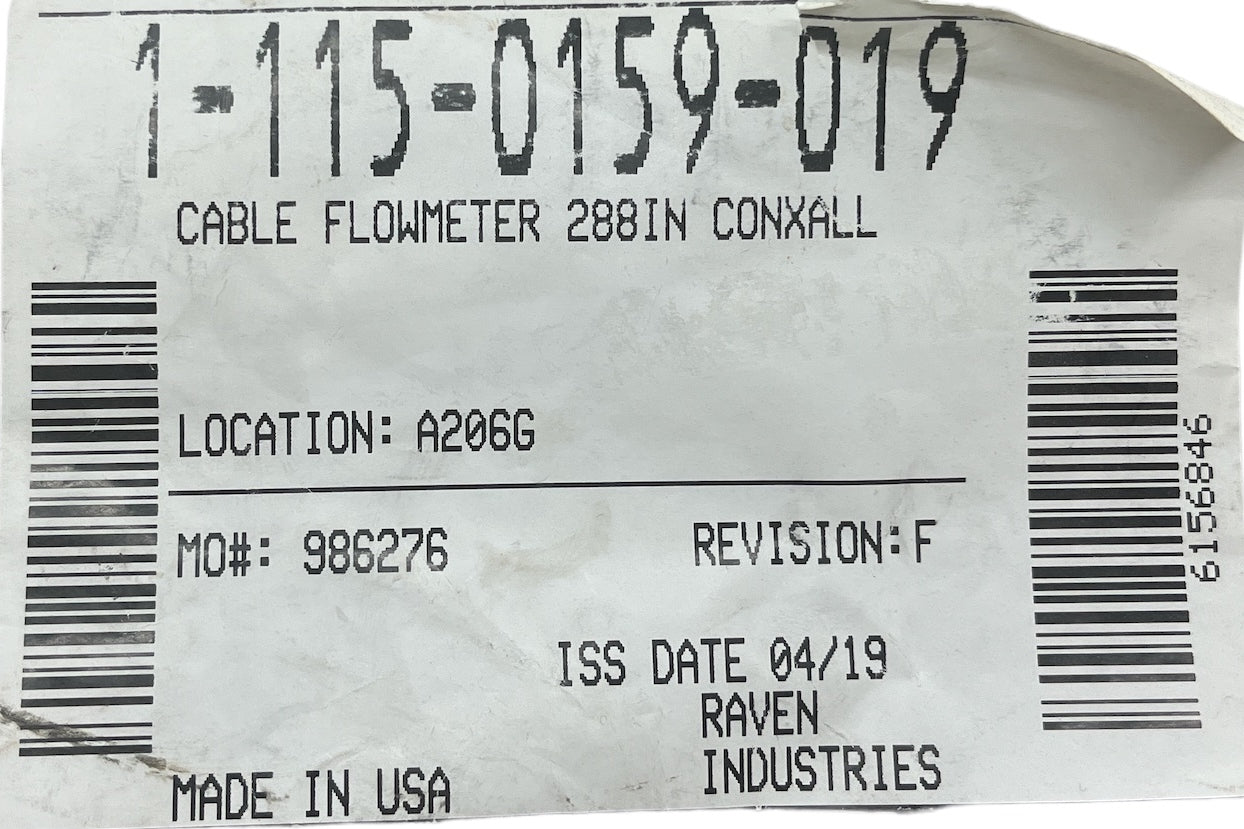 1-115-0159-019
CABLE FLOWMETER 288IN CONXALL
LOCATION: A206G
MO#: 986276
REVISION:F
6156846
ISS DATE 04/19
RAVEN
INDUSTRIES
MADE IN USA